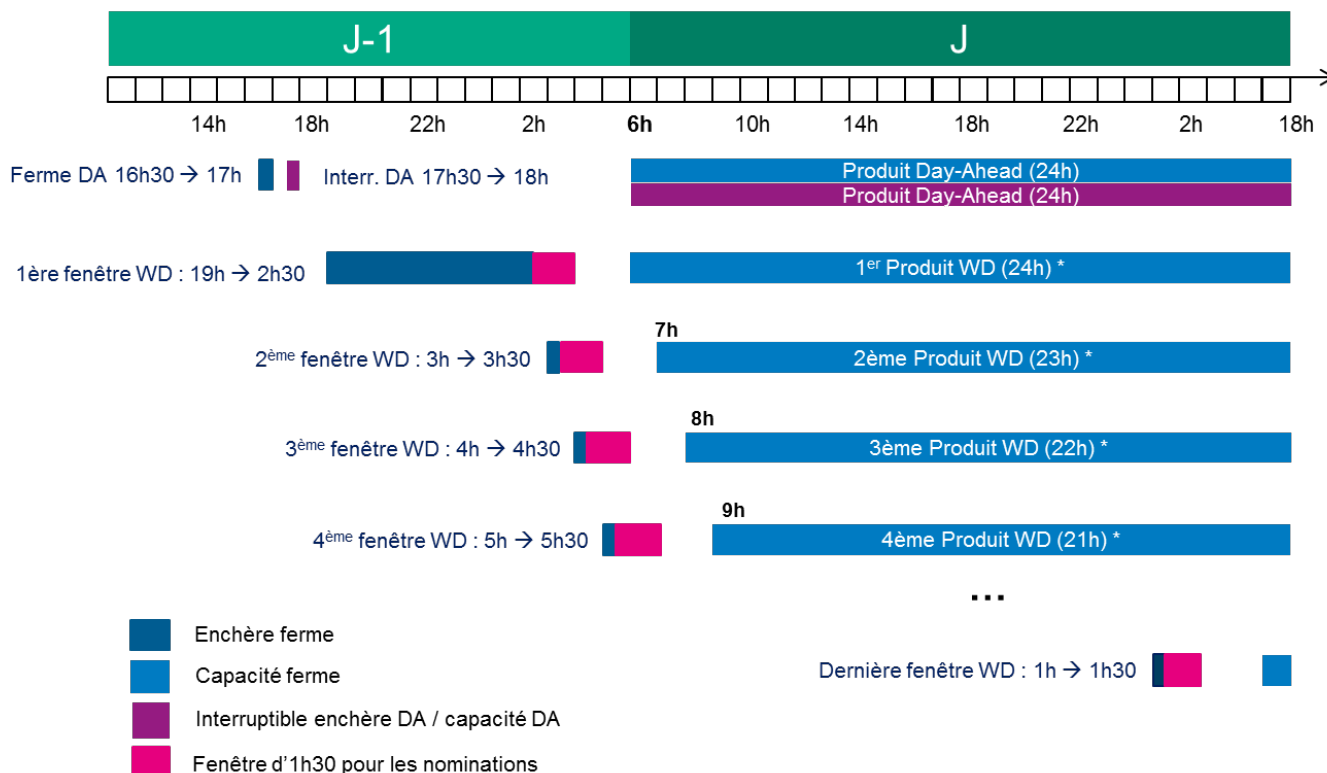 J-1 J
14h 18h 22h 2h 6h 10h 14h 18h 22h 2h 18h
Ferme DA 16h30 → 17h Interr. DA 17h30 → 18h Produit Day-Ahead (24h)
Produit Day-Ahead (24h)
1ère fenêtre WD : 19h → 2h30 1er Produit WD (24h) *
7h
2ème fenêtre WD : 3h → 3h30 2ème Produit WD (23h) *
8h
3ème fenêtre WD : 4h → 4h30 3ème Produit WD (22h) *
9h
4ème fenêtre WD : 5h → 5h30 4ème Produit WD (21h) *
...
Enchère ferme
Dernière fenêtre WD : 1h → 1h30
Capacité ferme
Interruptible enchère DA / capacité DA
Fenêtre d'1h30 pour les nominations